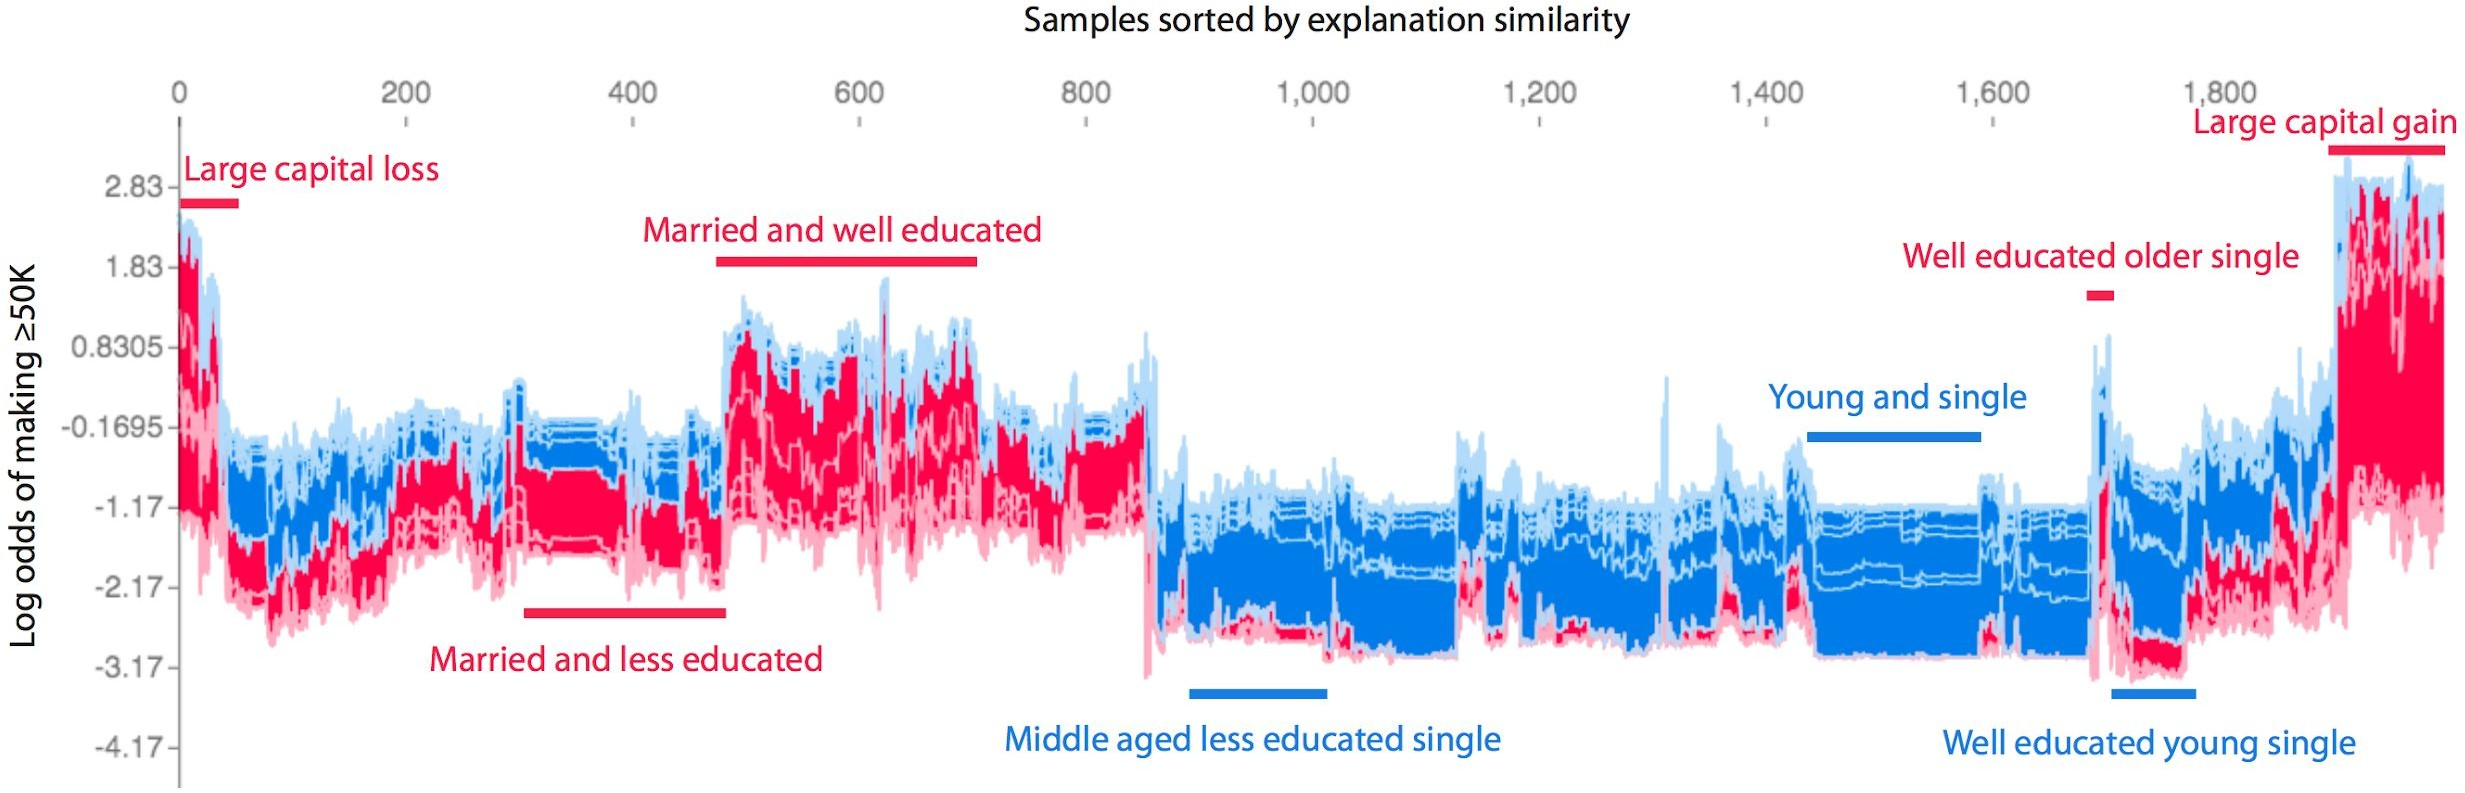 Samples sorted by explanation similarity
0 200 400 600 800 1,000 1,200 1,400 1,600 1,800
Large capital gain
Large capital loss
2.83
Married and well educated
1.83
Well educated older single
0.8305
Young and single
-0.1695
-1.17
-2.17
Married and less educated
-3.17
Middle aged less educated single
Well educated young single
-4.17
Log odds of making ≥50K